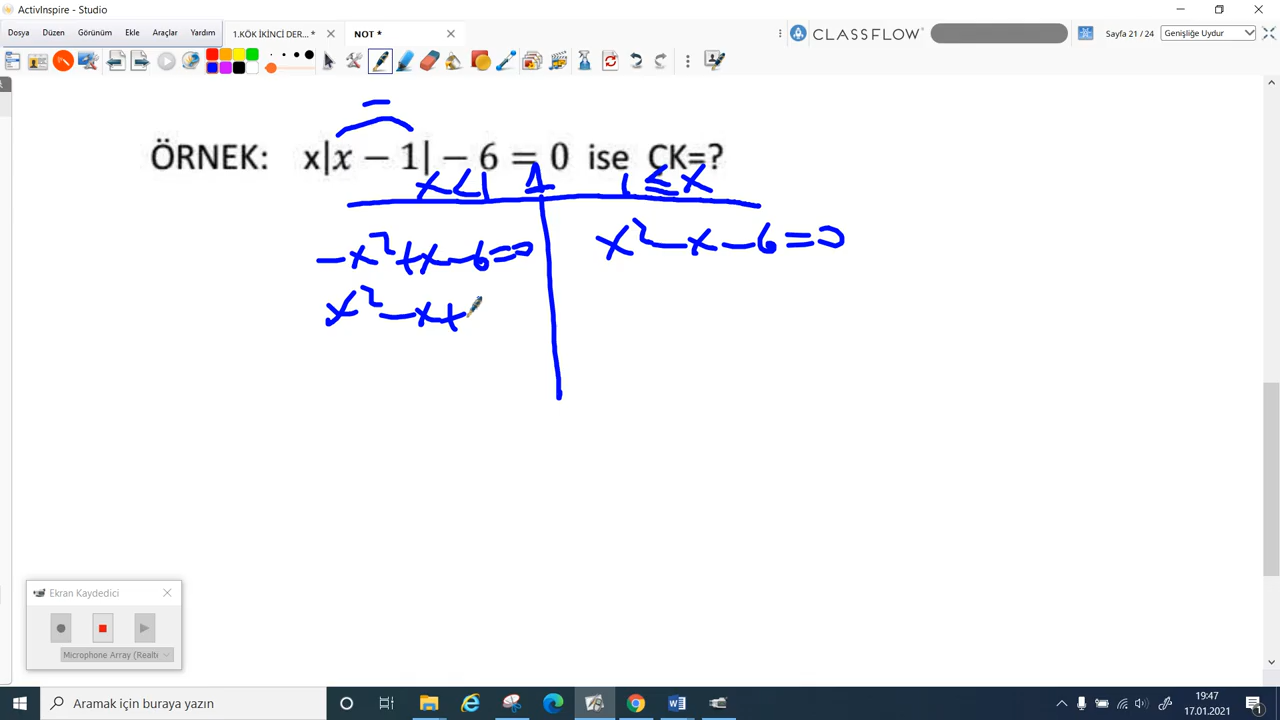 ActivInspire - Studio
Dosya Düzen Görünüm Ekle Araçlar Yardım
1.KÖK İKİNCİ DER... *
NOT *
CLASSFLOW
Sayfa 21 / 24
Genişliğe Uydur
−
ÖRNEK: x|x − 1| − 6 = 0 ise ÇK=?
x<1 1 1≤x
-x²+x-6=0
x²-x-6=0
x²-x+
Ekran Kaydedici
Microphone Array (Realte
Aramak için buraya yazın
19:47
17.01.2021
1